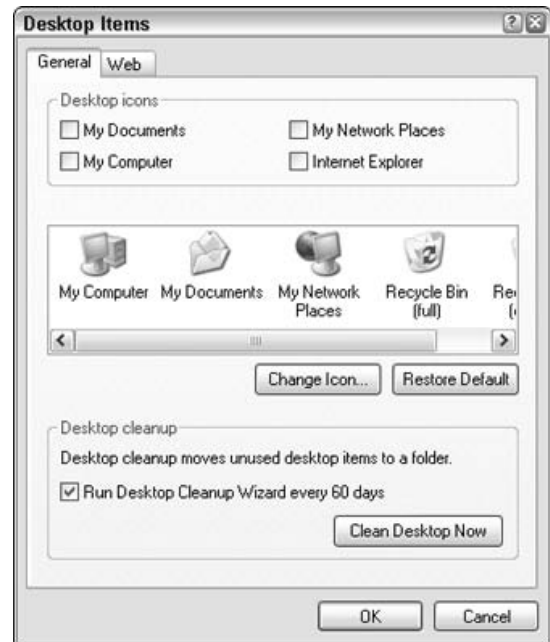 Desktop Items
General Web
Desktop icons
My Documents My Network Places
My Computer Internet Explorer
My Computer My Documents My Network Recycle Bin
Places (full)
Change Icon... Restore Default
Desktop cleanup
Desktop cleanup moves unused desktop items to a folder.
Run Desktop Cleanup Wizard every 60 days
Clean Desktop Now
OK Cancel